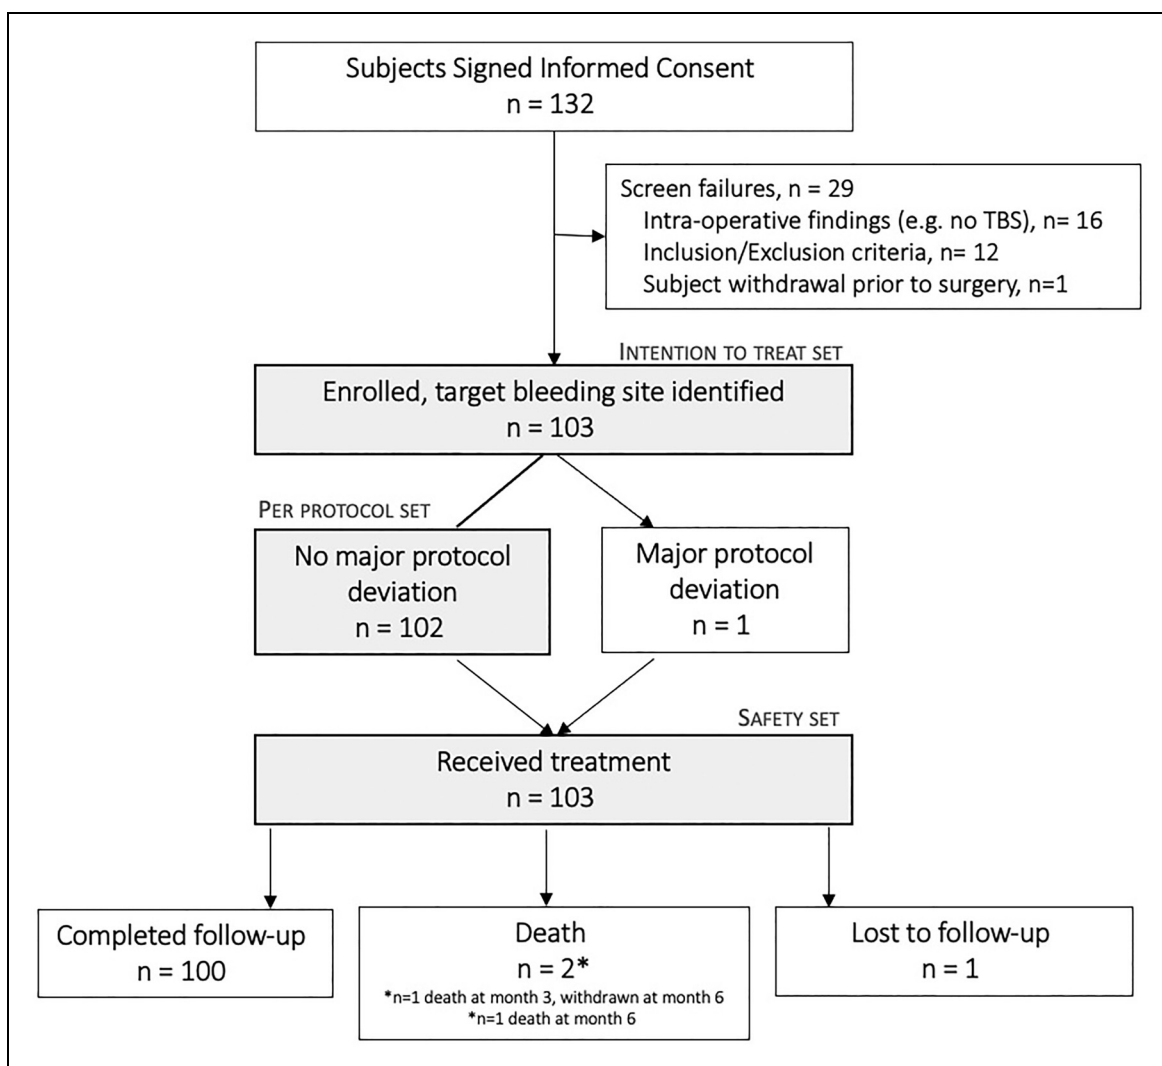 Subjects Signed Informed Consent
n = 132
Screen failures, n = 29
Intra-operative findings (e.g. no TBS), n= 16
Inclusion/Exclusion criteria, n= 12
Subject withdrawal prior to surgery, n=1
INTENTION TO TREAT SET
Enrolled, target bleeding site identified
n = 103
PER PROTOCOL SET
No major protocol
deviation
n = 102
Major protocol
deviation
n = 1
SAFETY SET
Received treatment
n = 103
Completed follow-up
n = 100
Death
n = 2*
*n=1 death at month 3, withdrawn at month 6
*n=1 death at month 6
Lost to follow-up
n = 1